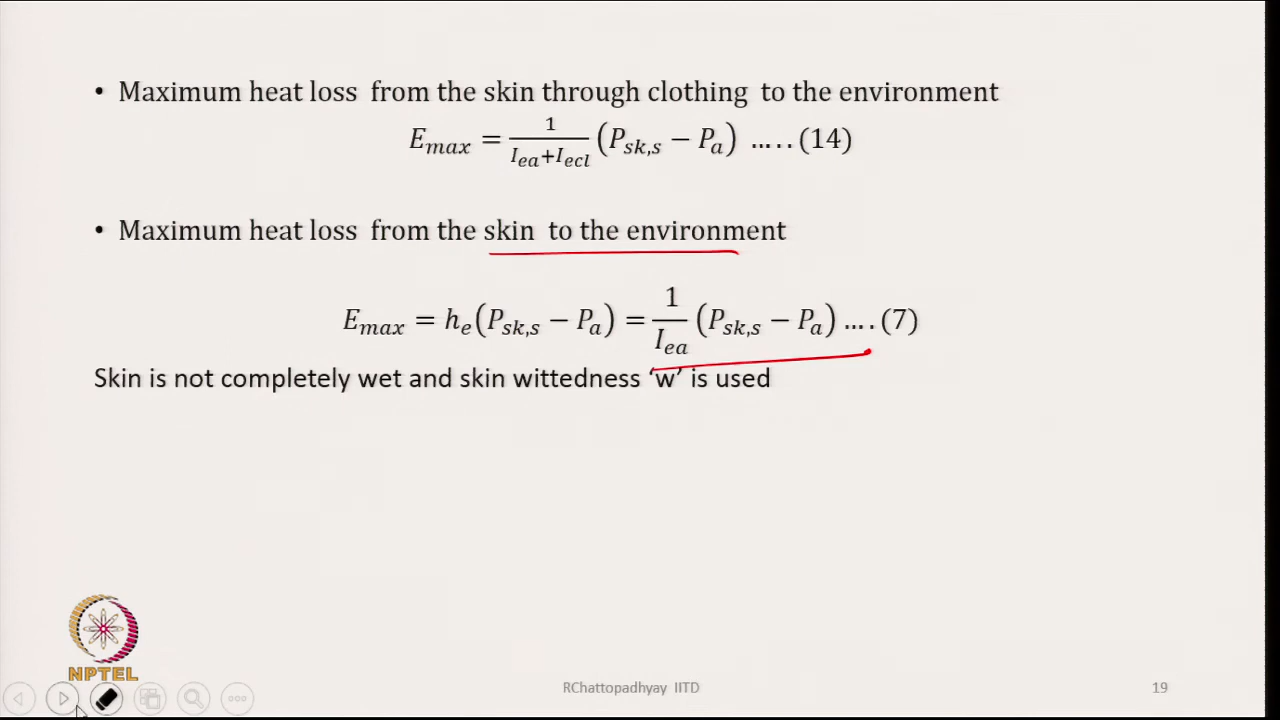 • Maximum heat loss from the skin through clothing to the environment
E_max = 1/(I_ea+I_ecl) (P_sk,s − P_a) ….. (14)
• Maximum heat loss from the skin to the environment
E_max = h_e(P_sk,s − P_a) = 1/I_ea (P_sk,s − P_a) …. (7)
Skin is not completely wet and skin wittedness ‘w’ is used
NPTEL
RChattopadhyay IITD
19